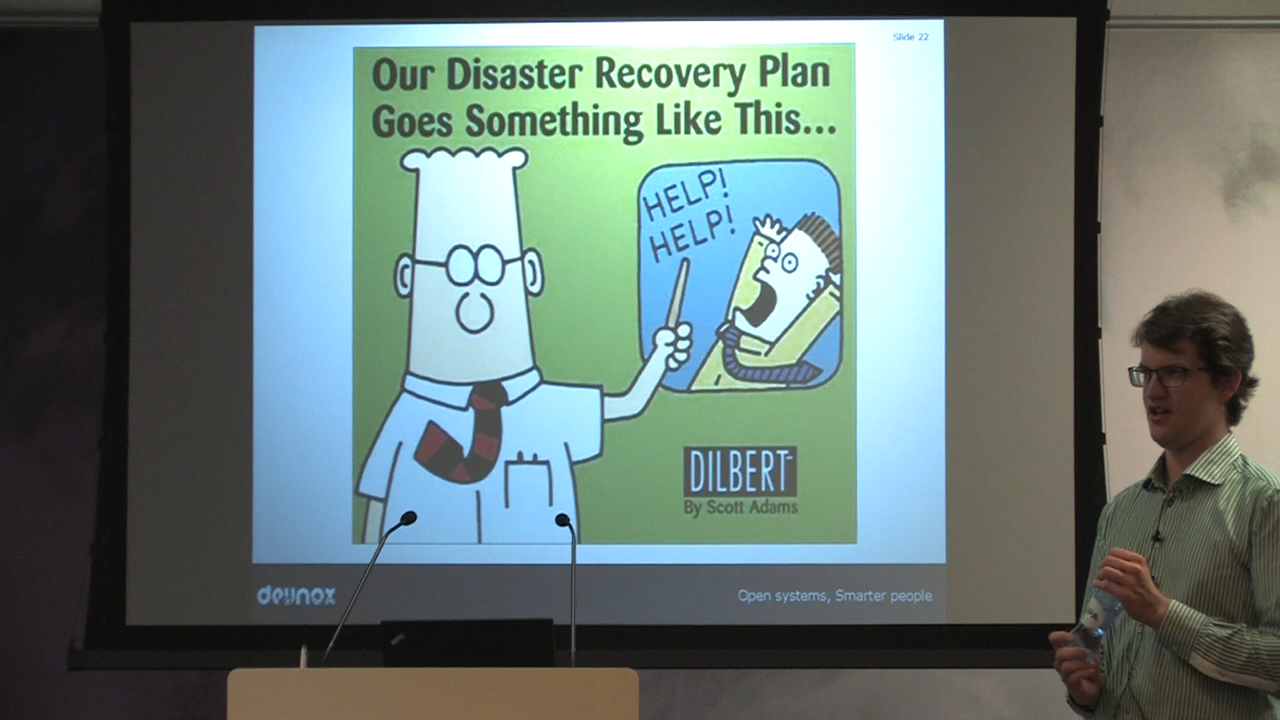 Slide 22
Our Disaster Recovery Plan
Goes Something Like This...
HELP!
HELP!
DILBERT
By Scott Adams
Open systems, Smarter people